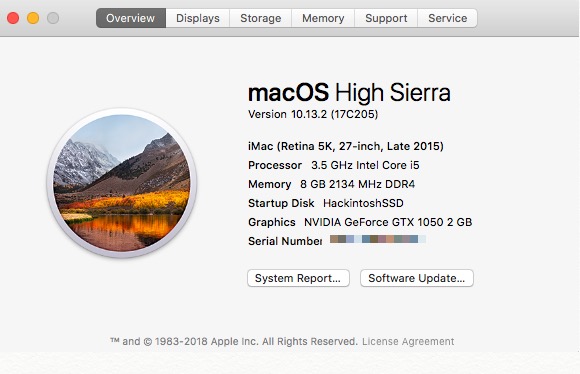 Overview Displays Storage Memory Support Service
macOS High Sierra
Version 10.13.2 (17C205)
iMac (Retina 5K, 27-inch, Late 2015)
Processor 3.5 GHz Intel Core i5
Memory 8 GB 2134 MHz DDR4
Startup Disk HackintoshSSD
Graphics NVIDIA GeForce GTX 1050 2 GB
Serial Number
System Report... Software Update...
™ and © 1983-2018 Apple Inc. All Rights Reserved. License Agreement